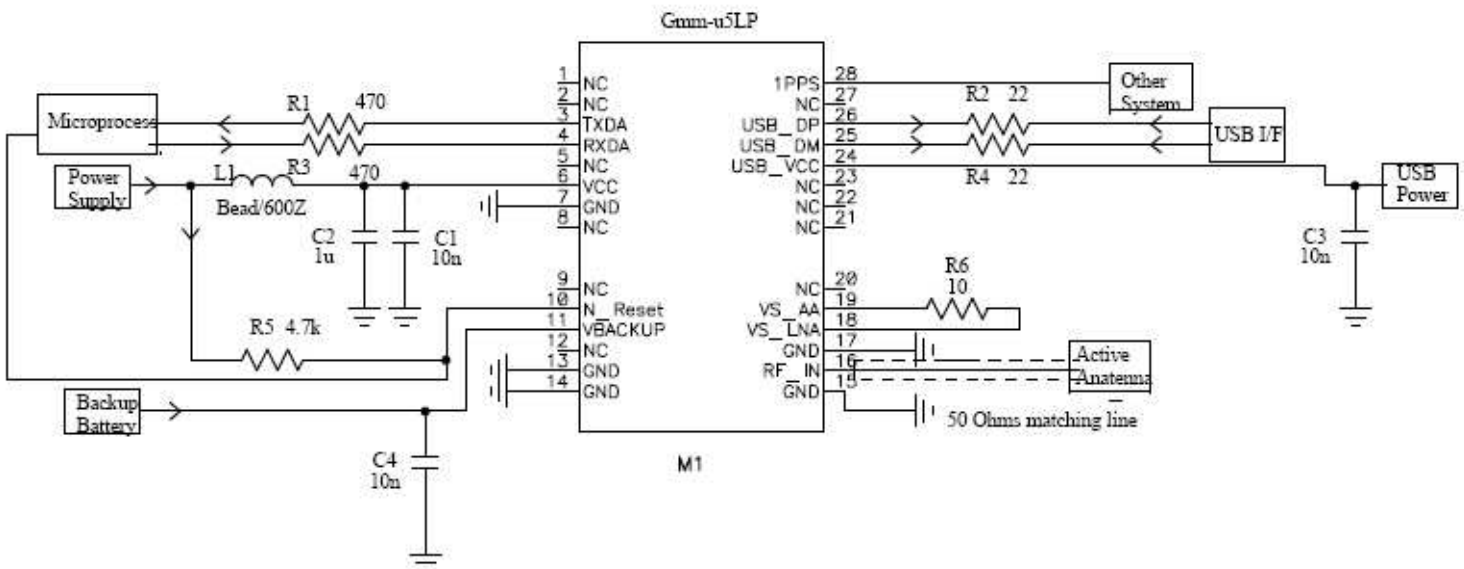 Gmm-u5LP
1 NC
2 NC
3 TXDA
4 RXDA
5 NC
6 VCC
7 GND
8 NC
9 NC
10 N_Reset
11 VBACKUP
12 NC
13 GND
14 GND
28 1PPS
27 NC
26 USB_DP
25 USB_DM
24 USB_VCC
23 NC
22 NC
21 NC
20 NC
19 VS_AA
18 VS_LNA
17 GND
16 RF_IN
15 GND
M1
Microprocess
R1 470
R3 470
Power
Supply
L1
Bead/600Z
C2
1u
C1
10n
R5 4.7k
Backup
Battery
C4
10n
Other
System
R2 22
USB I/F
R4 22
USB
Power
C3
10n
R6
10
Active
Anatenna
50 Ohms matching line